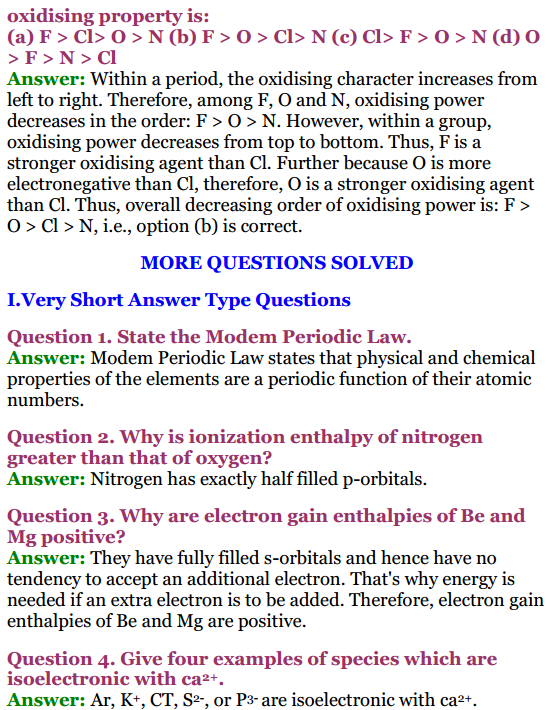 oxidising property is:
(a) F > Cl> O > N (b) F > O > Cl> N (c) Cl> F > O > N (d) O
> F > N > Cl
Answer: Within a period, the oxidising character increases from
left to right. Therefore, among F, O and N, oxidising power
decreases in the order: F > O > N. However, within a group,
oxidising power decreases from top to bottom. Thus, F is a
stronger oxidising agent than Cl. Further because O is more
electronegative than Cl, therefore, O is a stronger oxidising agent
than Cl. Thus, overall decreasing order of oxidising power is: F >
O > Cl > N, i.e., option (b) is correct.
MORE QUESTIONS SOLVED
I.Very Short Answer Type Questions
Question 1. State the Modem Periodic Law.
Answer: Modem Periodic Law states that physical and chemical
properties of the elements are a periodic function of their atomic
numbers.
Question 2. Why is ionization enthalpy of nitrogen
greater than that of oxygen?
Answer: Nitrogen has exactly half filled p-orbitals.
Question 3. Why are electron gain enthalpies of Be and
Mg positive?
Answer: They have fully filled s-orbitals and hence have no
tendency to accept an additional electron. That's why energy is
needed if an extra electron is to be added. Therefore, electron gain
enthalpies of Be and Mg are positive.
Question 4. Give four examples of species which are
isoelectronic with ca²⁺.
Answer: Ar, K⁺, CT, S²⁻, or P³⁻ are isoelectronic with ca²⁺.